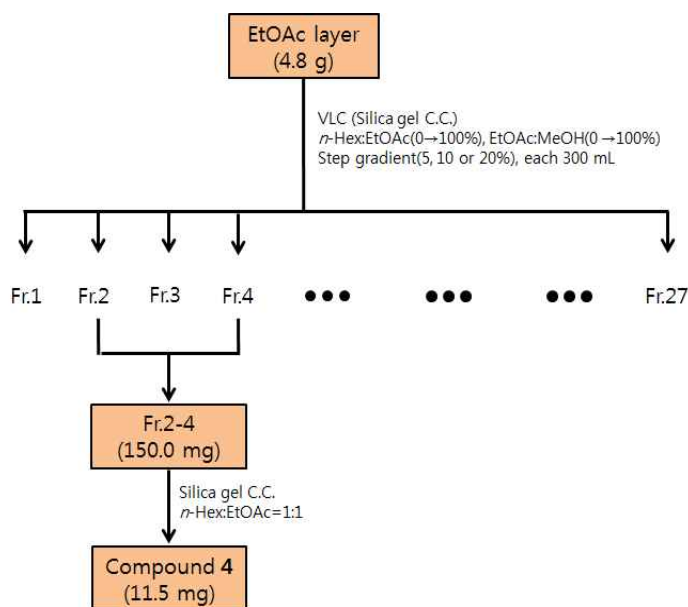 EtOAc layer
(4.8 g)
VLC (Silica gel C.C.)
n-Hex:EtOAc(0→100%), EtOAc:MeOH(0→100%)
Step gradient(5, 10 or 20%), each 300 mL
Fr.1 Fr.2 Fr.3 Fr.4 ●●● ●●● ●●● Fr.27
Fr.2-4
(150.0 mg)
Silica gel C.C.
n-Hex:EtOAc=1:1
Compound 4
(11.5 mg)